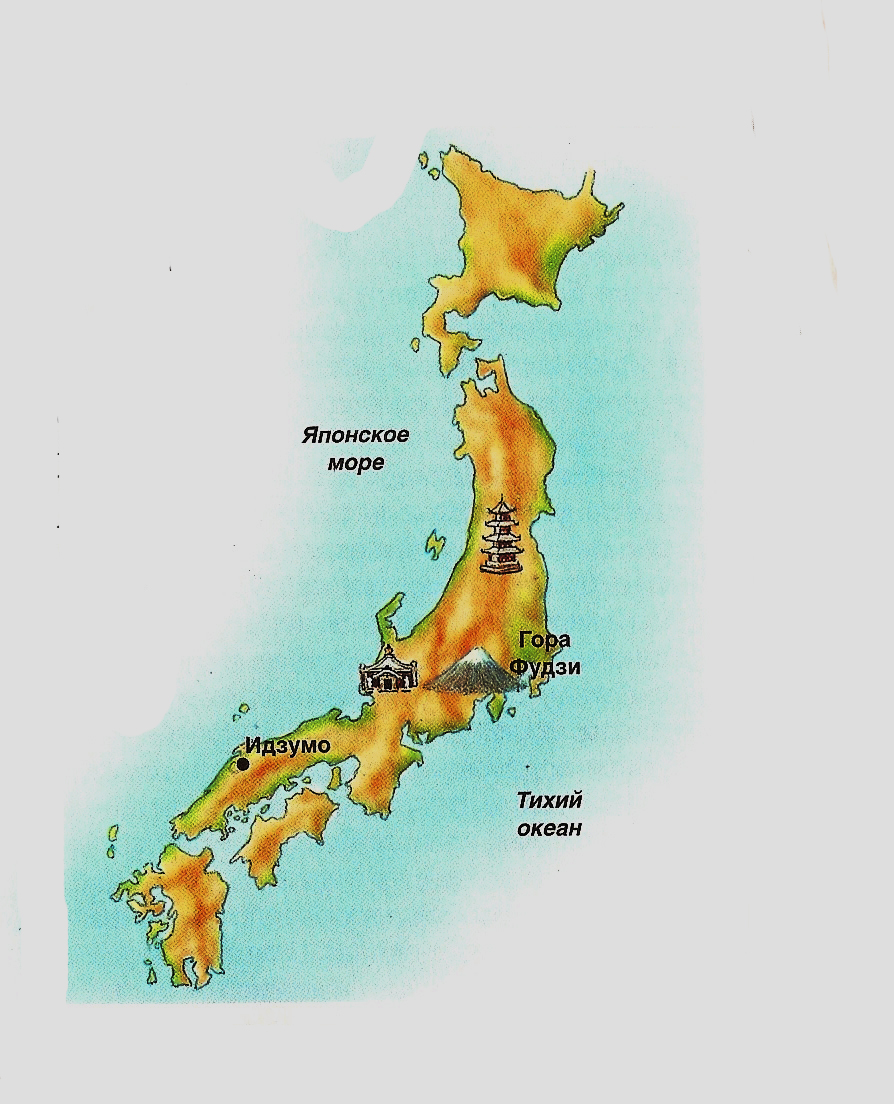 Японское
море
Гора
Фудзи
Идзумо
Тихий
океан